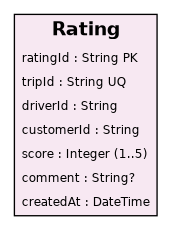 Rating
ratingId : String PK
tripId : String UQ
driverId : String
customerId : String
score : Integer (1..5)
comment : String?
createdAt : DateTime